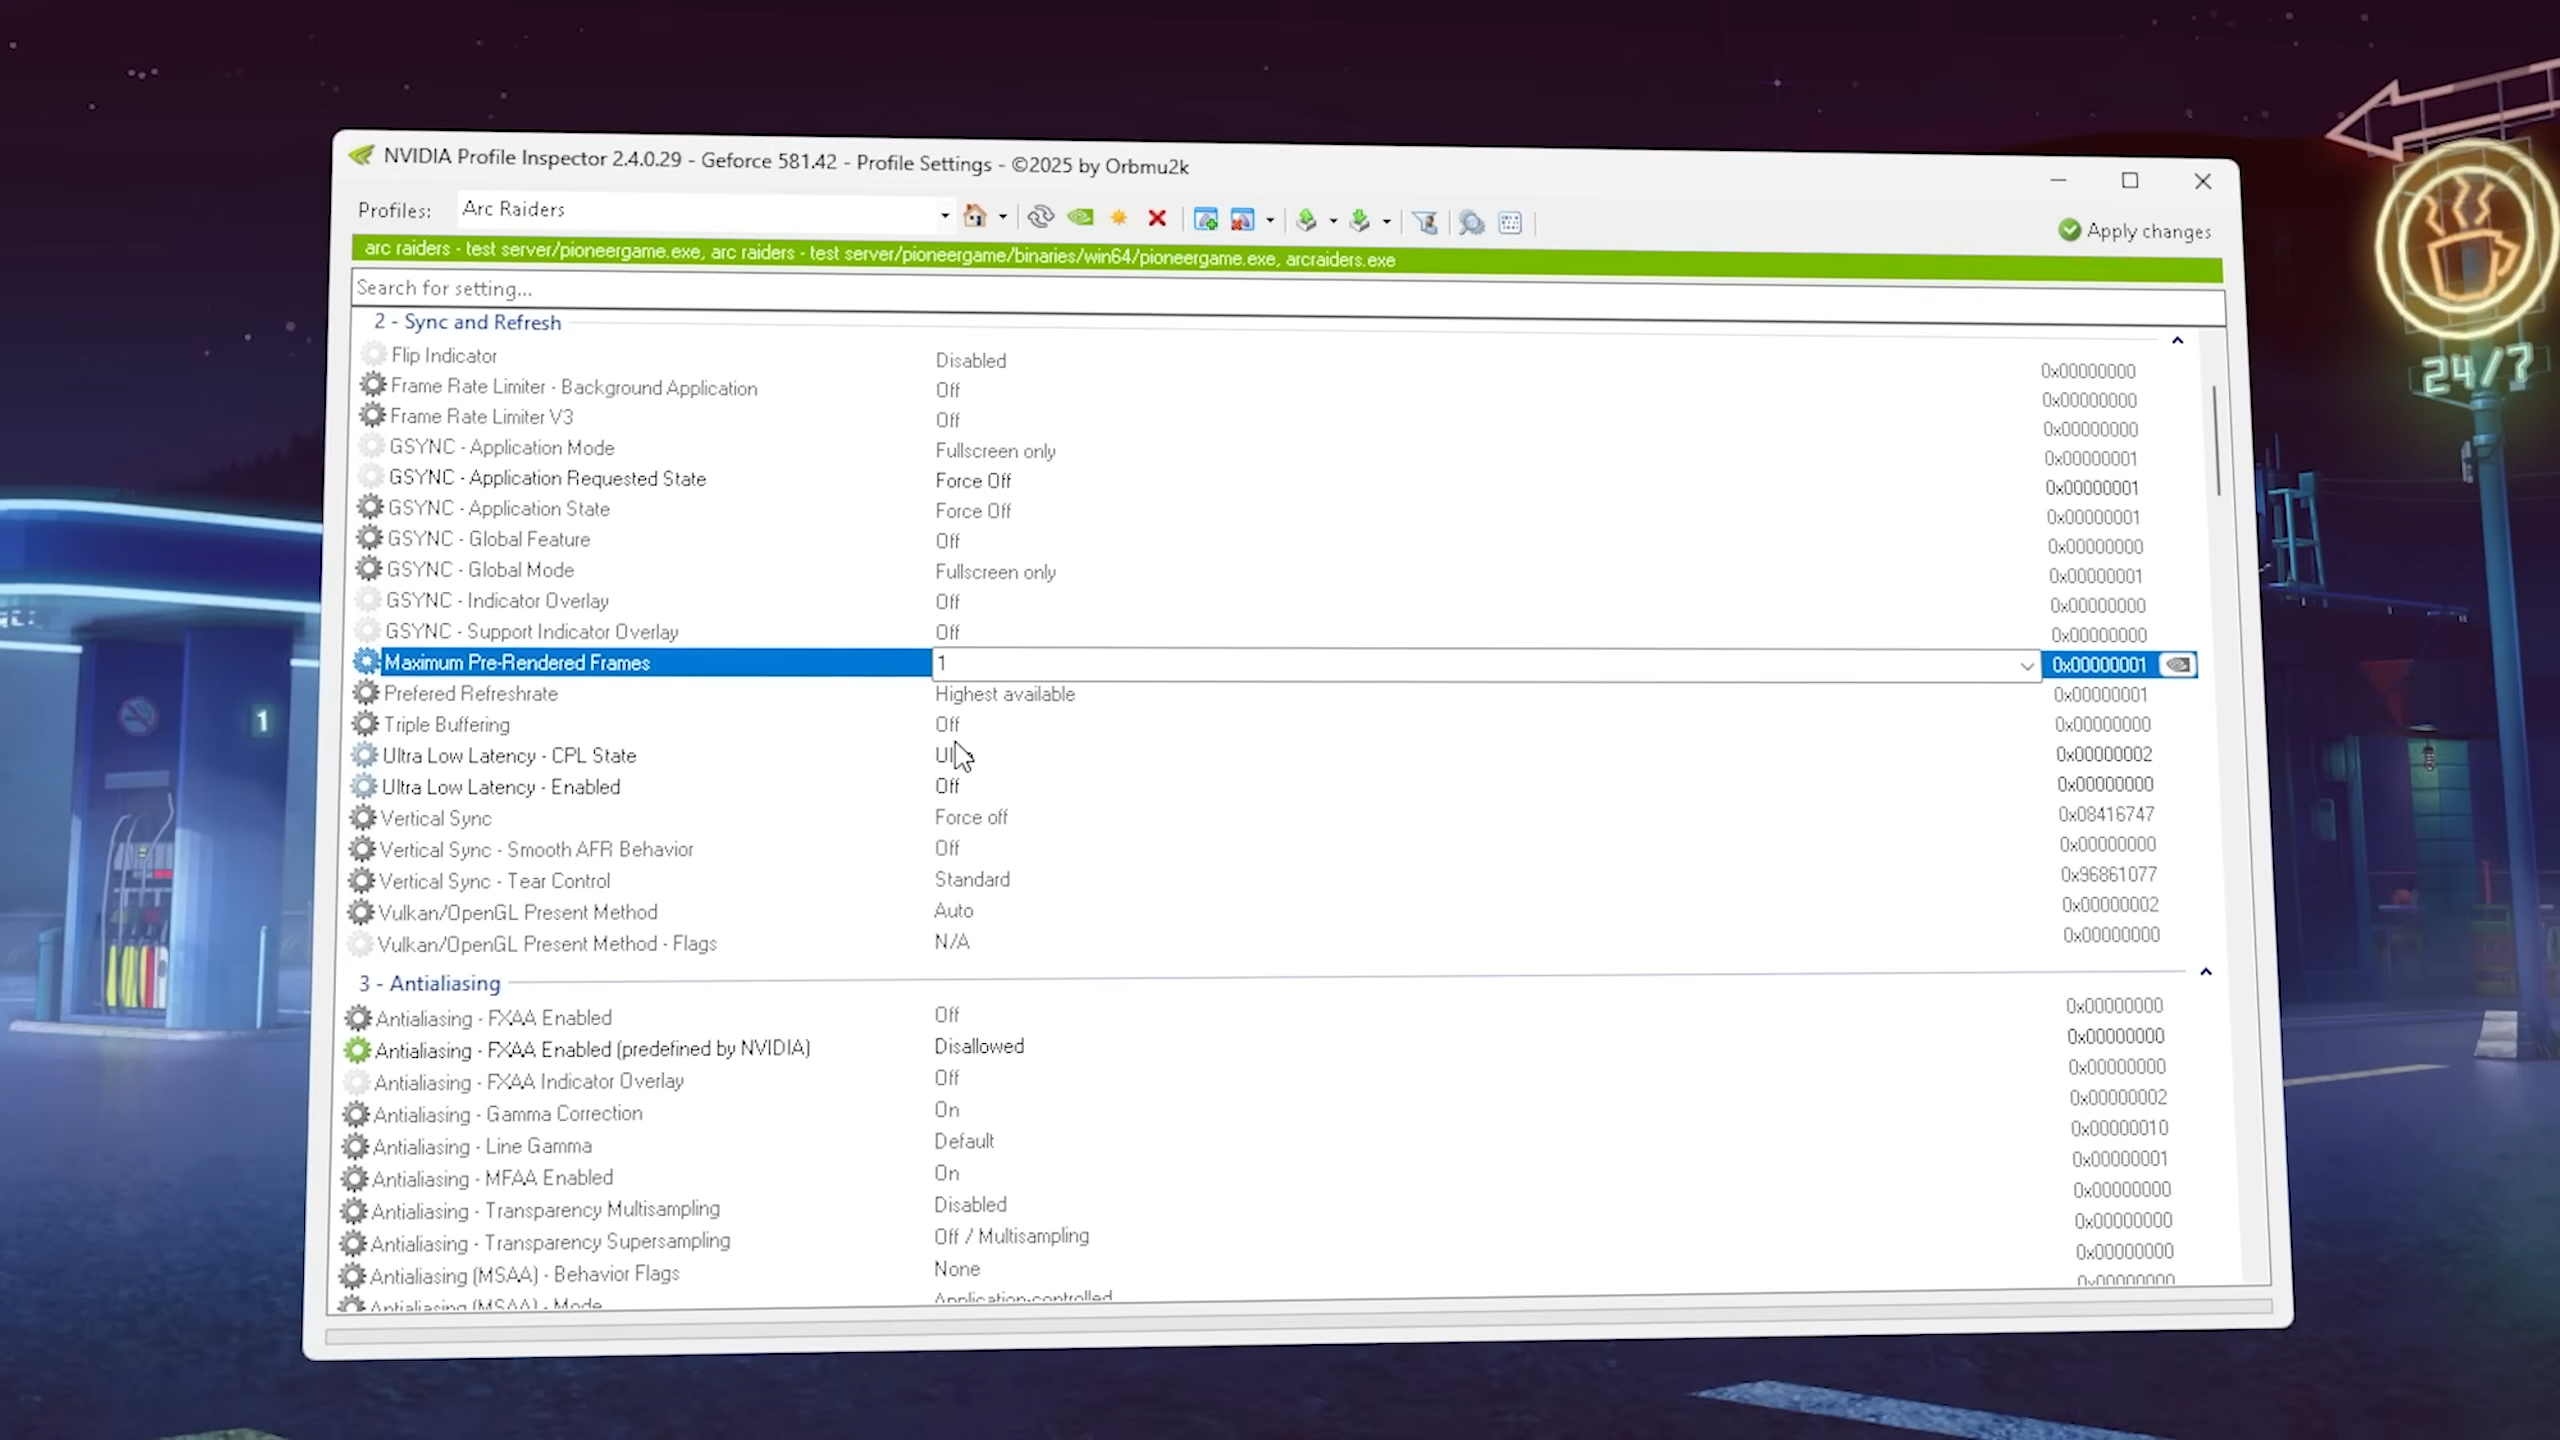 NVIDIA Profile Inspector 2.4.0.29 - Geforce 581.42 - Profile Settings - ©2025 by Orbmu2k
Profiles: Arc Raiders Apply changes
arc raiders - test server/pioneergame.exe, arc raiders - test server/pioneergame/binaries/win64/pioneergame.exe, arcraiders.exe
Search for setting...
2 - Sync and Refresh
Flip Indicator Disabled 0x00000000
Frame Rate Limiter - Background Application Off 0x00000000
Frame Rate Limiter V3 Off 0x00000000
GSYNC - Application Mode Fullscreen only 0x00000001
GSYNC - Application Requested State Force Off 0x00000001
GSYNC - Application State Force Off 0x00000001
GSYNC - Global Feature Off 0x00000000
GSYNC - Global Mode Fullscreen only 0x00000001
GSYNC - Indicator Overlay Off 0x00000000
GSYNC - Support Indicator Overlay Off 0x00000000
Maximum Pre-Rendered Frames 1 0x00000001
Prefered Refreshrate Highest available 0x00000001
Triple Buffering Off 0x00000000
Ultra Low Latency - CPL State 0x00000002
Ultra Low Latency - Enabled Off 0x00000000
Vertical Sync Force off 0x08416747
Vertical Sync - Smooth AFR Behavior Off 0x00000000
Vertical Sync - Tear Control Standard 0x96861077
Vulkan/OpenGL Present Method Auto 0x00000002
Vulkan/OpenGL Present Method - Flags N/A 0x00000000
3 - Antialiasing
Antialiasing - FXAA Enabled Off 0x00000000
Antialiasing - FXAA Enabled (predefined by NVIDIA) Disallowed 0x00000000
Antialiasing - FXAA Indicator Overlay Off 0x00000000
Antialiasing - Gamma Correction On 0x00000002
Antialiasing - Line Gamma Default 0x00000010
Antialiasing - MFAA Enabled On 0x00000001
Antialiasing - Transparency Multisampling Disabled 0x00000000
Antialiasing - Transparency Supersampling Off / Multisampling 0x00000000
Antialiasing (MSAA) - Behavior Flags None 0x00000000
Antialiasing (MSAA) - Mode Application-controlled 0x00000000
24/7
1